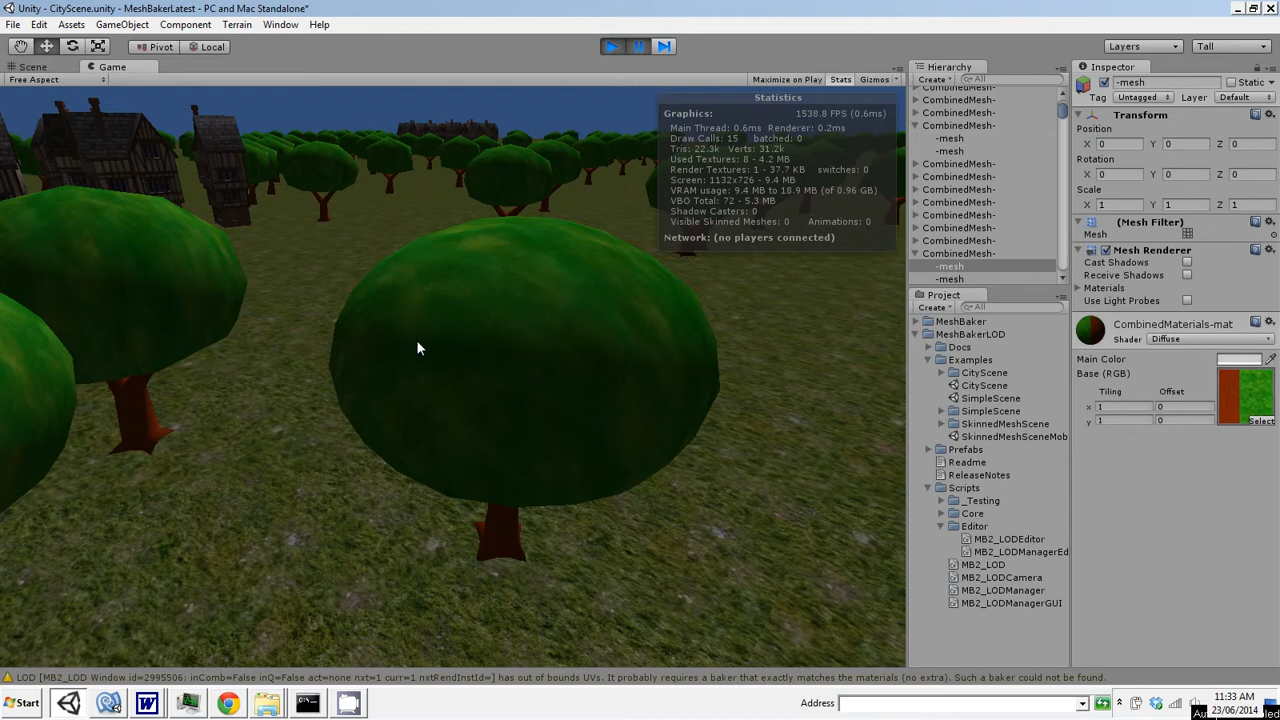 Unity - CityScene.unity - MeshBakerLatest - PC and Mac Standalone*
File Edit Assets GameObject Component Terrain Window Help
Pivot Local Layers Tall
Scene Game Hierarchy Inspector
Free Aspect Maximize on Play Stats Gizmos Create All
Statistics
Graphics: 1538.8 FPS (0.6ms)
Main Thread: 0.6ms Renderer: 0.2ms
Draw Calls: 15 batched: 0
Tris: 22.3k Verts: 31.2k
Used Textures: 8 - 4.2 MB
Render Textures: 1 - 37.7 KB switches: 0
Screen: 1132x726 - 9.4 MB
VRAM usage: 9.4 MB to 18.9 MB (of 0.96 GB)
VBO Total: 72 - 5.3 MB
Shadow Casters: 0
Visible Skinned Meshes: 0 Animations: 0
Network: (no players connected)
CombinedMesh-
CombinedMesh-
CombinedMesh-
CombinedMesh-
-mesh
-mesh
CombinedMesh-
CombinedMesh-
CombinedMesh-
CombinedMesh-
CombinedMesh-
CombinedMesh-
CombinedMesh-
CombinedMesh-
-mesh
-mesh
Project
Create All
MeshBaker
MeshBakerLOD
Docs
Examples
CityScene
CityScene
SimpleScene
SimpleScene
SkinnedMeshScene
SkinnedMeshSceneMob
Prefabs
Readme
ReleaseNotes
Scripts
_Testing
Core
Editor
MB2_LODEditor
MB2_LODManagerEd
MB2_LOD
MB2_LODCamera
MB2_LODManager
MB2_LODManagerGUI
-mesh Static
Tag Untagged Layer Default
Transform
Position
X 0 Y 0 Z 0
Rotation
X 0 Y 0 Z 0
Scale
X 1 Y 1 Z 1
(Mesh Filter)
Mesh
Mesh Renderer
Cast Shadows
Receive Shadows
Materials
Use Light Probes
CombinedMaterials-mat
Shader Diffuse
Main Color
Base (RGB)
Tiling Offset
x 1 0
y 1 0
Select
LOD [MB2_LOD Window id=2995506: inComb=False inQ=False act=none nxt=1 curr=1 nxtRendInstId=] has out of bounds UVs. It probably requires a baker that exactly matches the materials (no extra). Such a baker could not be found.
Start Address 11:33 AM
23/06/2014